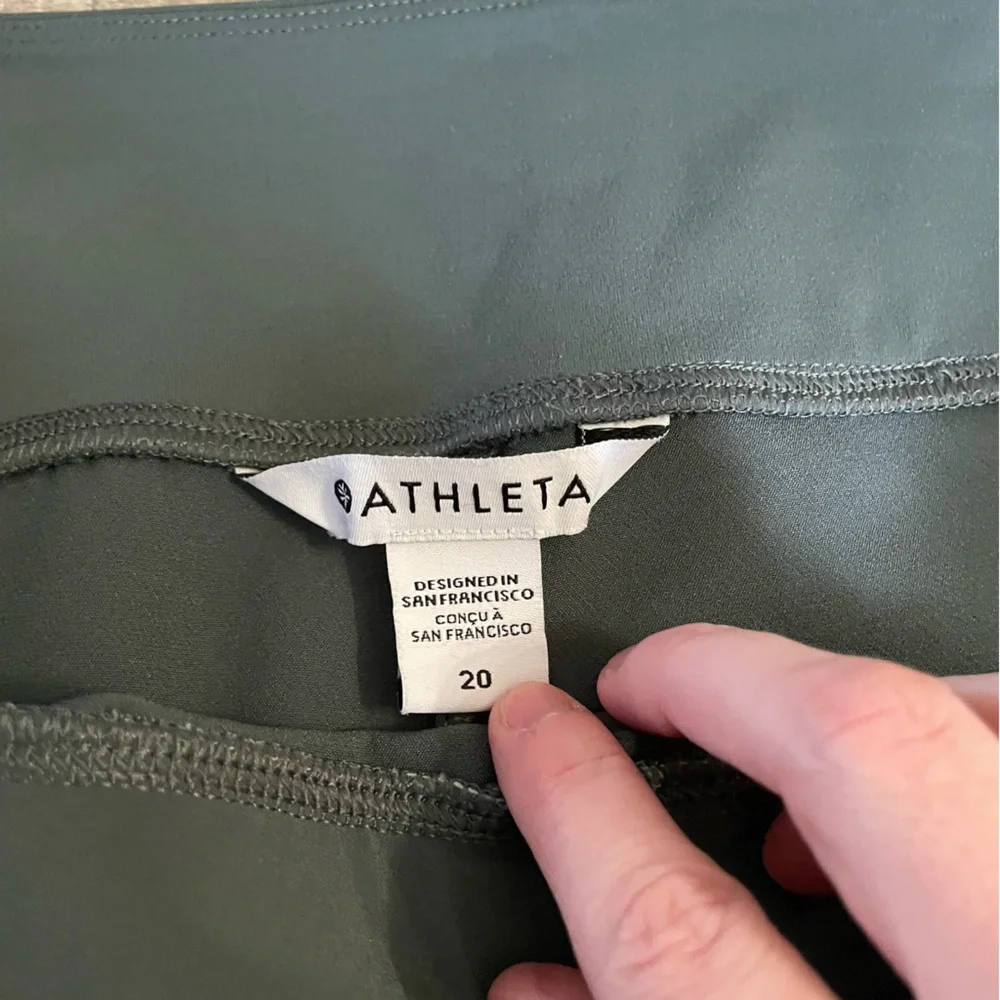 ATHLETA
DESIGNED IN
SAN FRANCISCO
CONÇU À
SAN FRANCISCO
20